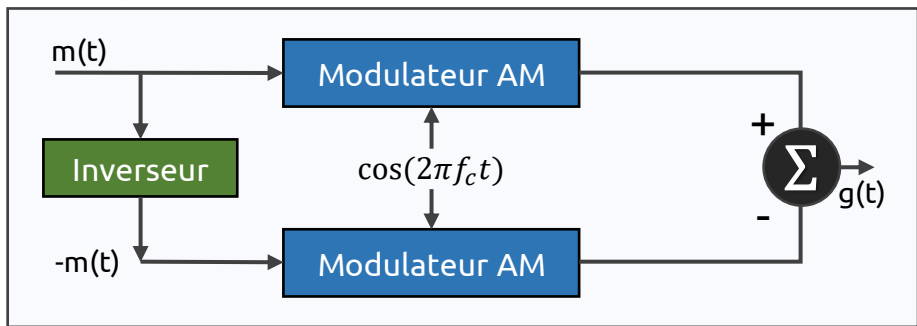 m(t)
Modulateur AM
+
Inverseur
cos(2πf_c t)
Σ
g(t)
-
-m(t)
Modulateur AM